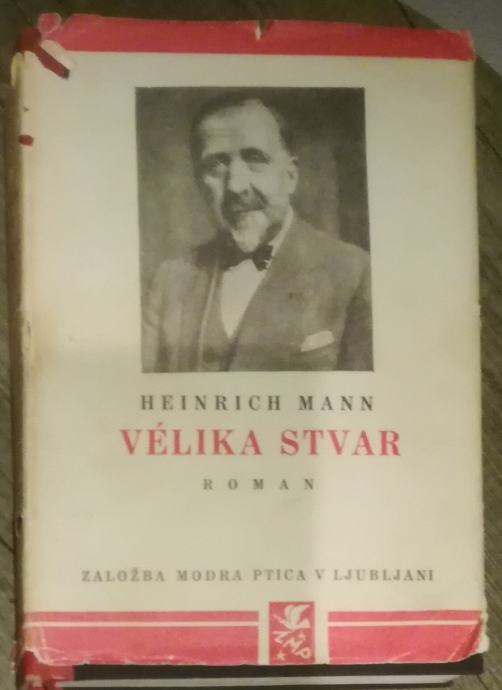 HEINRICH MANN
VÉLIKA STVAR
ROMAN
ZALOŽBA MODRA PTICA V LJUBLJANI